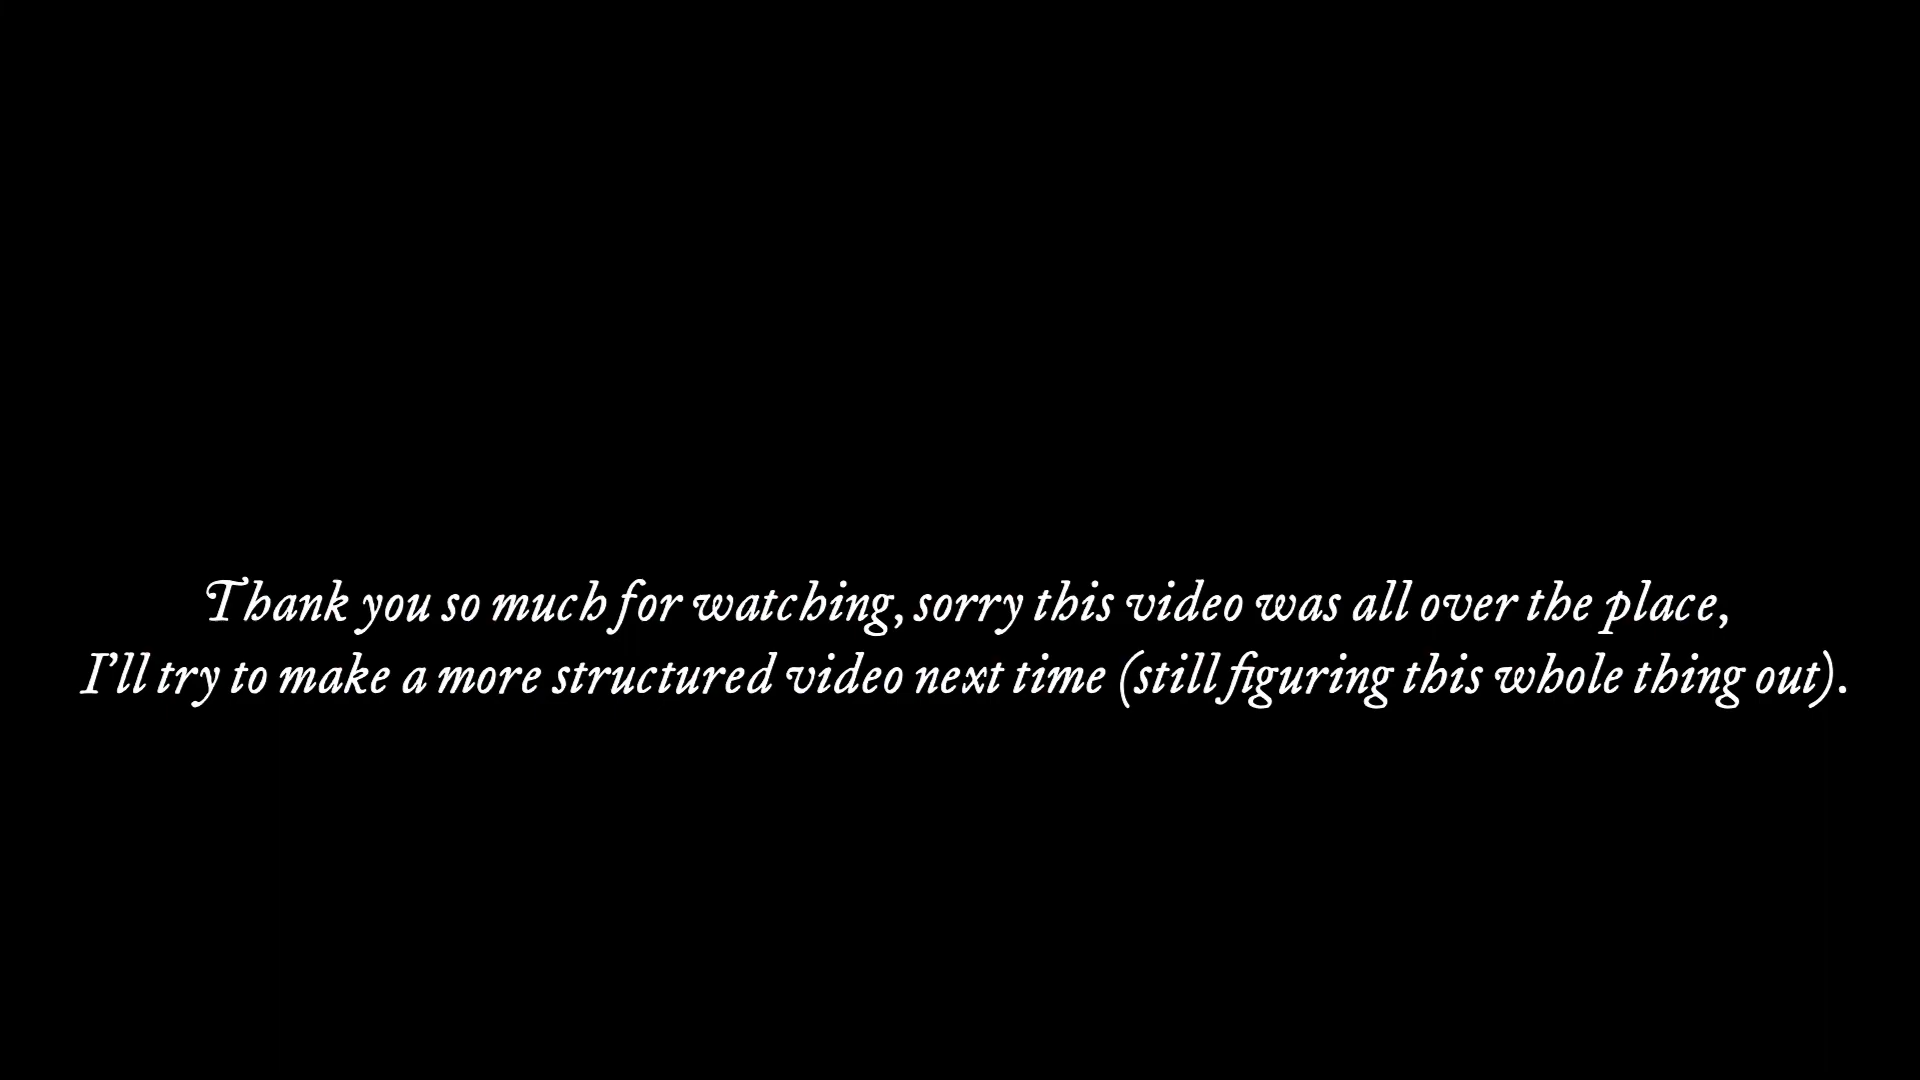 Thank you so much for watching, sorry this video was all over the place,
I'll try to make a more structured video next time (still figuring this whole thing out).